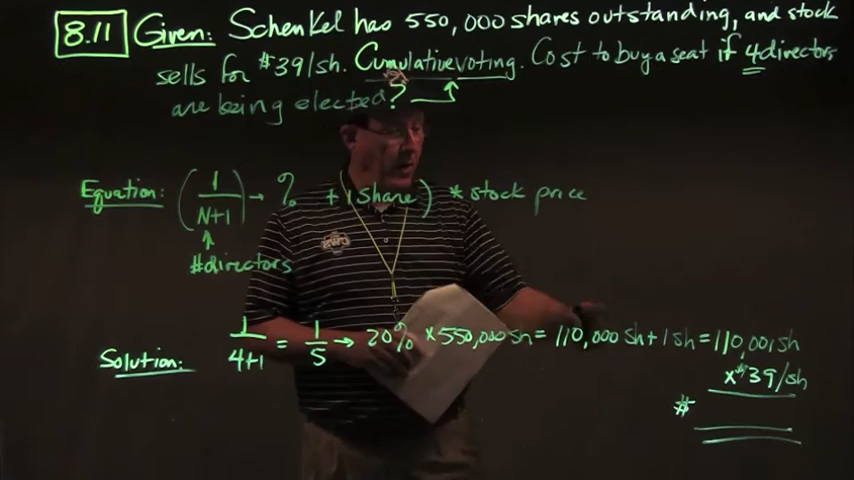 8.11 Given: Schenkel has 550,000 shares outstanding, and stock
sells for $39/sh. Cumulative voting. Cost to buy a seat if 4 directors
are being elected?
Equation: (1/N+1) → % + 1 share) * stock price
#directors
Solution: 1/4+1 = 1/5 → 20% x 550,000 sh = 110,000 sh + 1 sh = 110,001 sh
x $39/sh
$